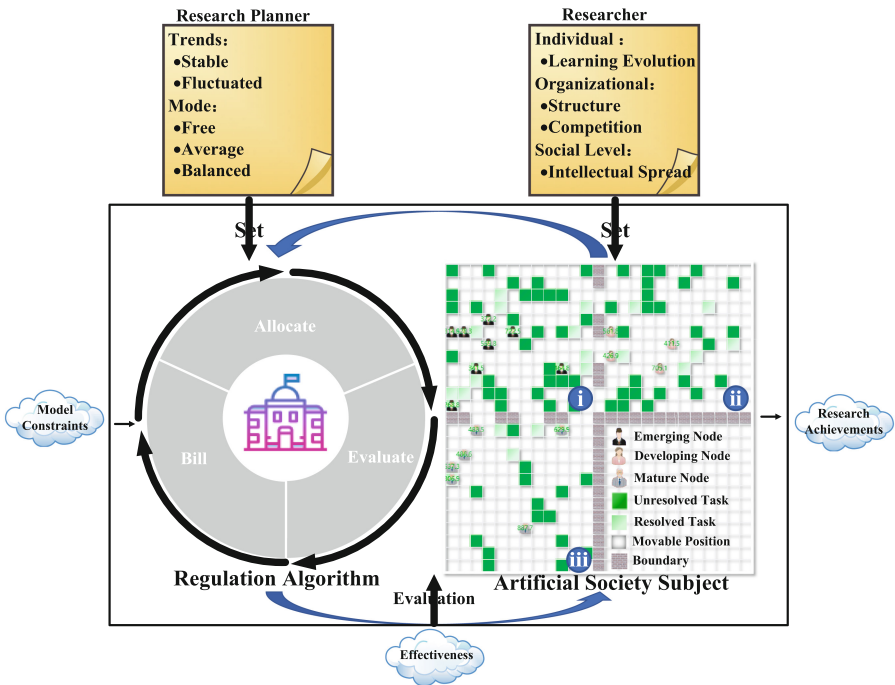 Research Planner
Trends：
•Stable
•Fluctuated
Mode：
•Free
•Average
•Balanced
Researcher
Individual：
•Learning Evolution
Organizational：
•Structure
•Competition
Social Level：
•Intellectual Spread
Set
Set
Allocate
Bill
Evaluate
Regulation Algorithm
Model
Constraints
i
ii
iii
Emerging Node
Developing Node
Mature Node
Unresolved Task
Resolved Task
Movable Position
Boundary
Artificial Society Subject
Research
Achievements
Evaluation
Effectiveness